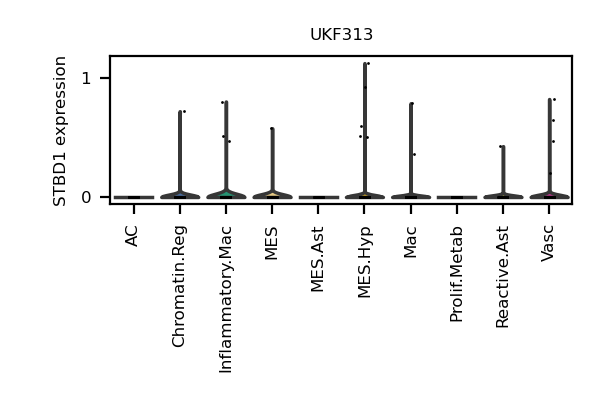 UKF313
STBD1 expression
1
0
AC
Chromatin.Reg
Inflammatory.Mac
MES
MES.Ast
MES.Hyp
Mac
Prolif.Metab
Reactive.Ast
Vasc